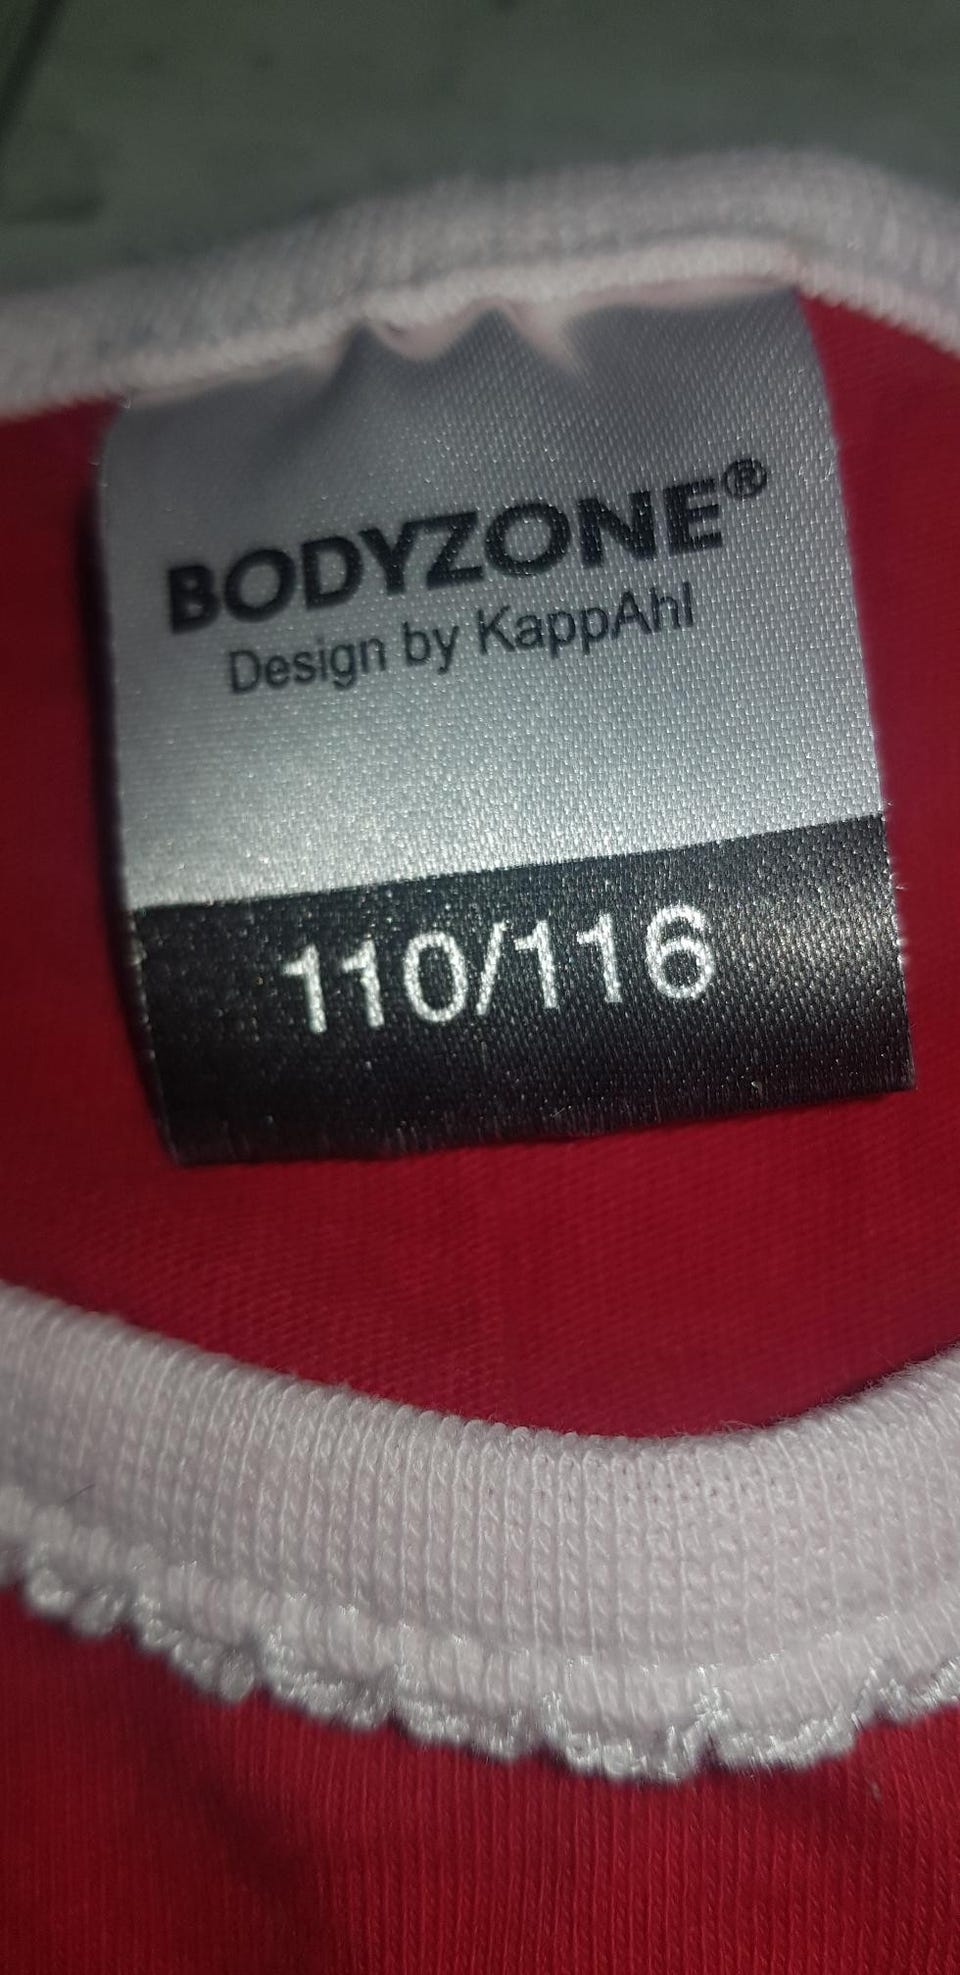 BODYZONE®
Design by KappAhl
110/116